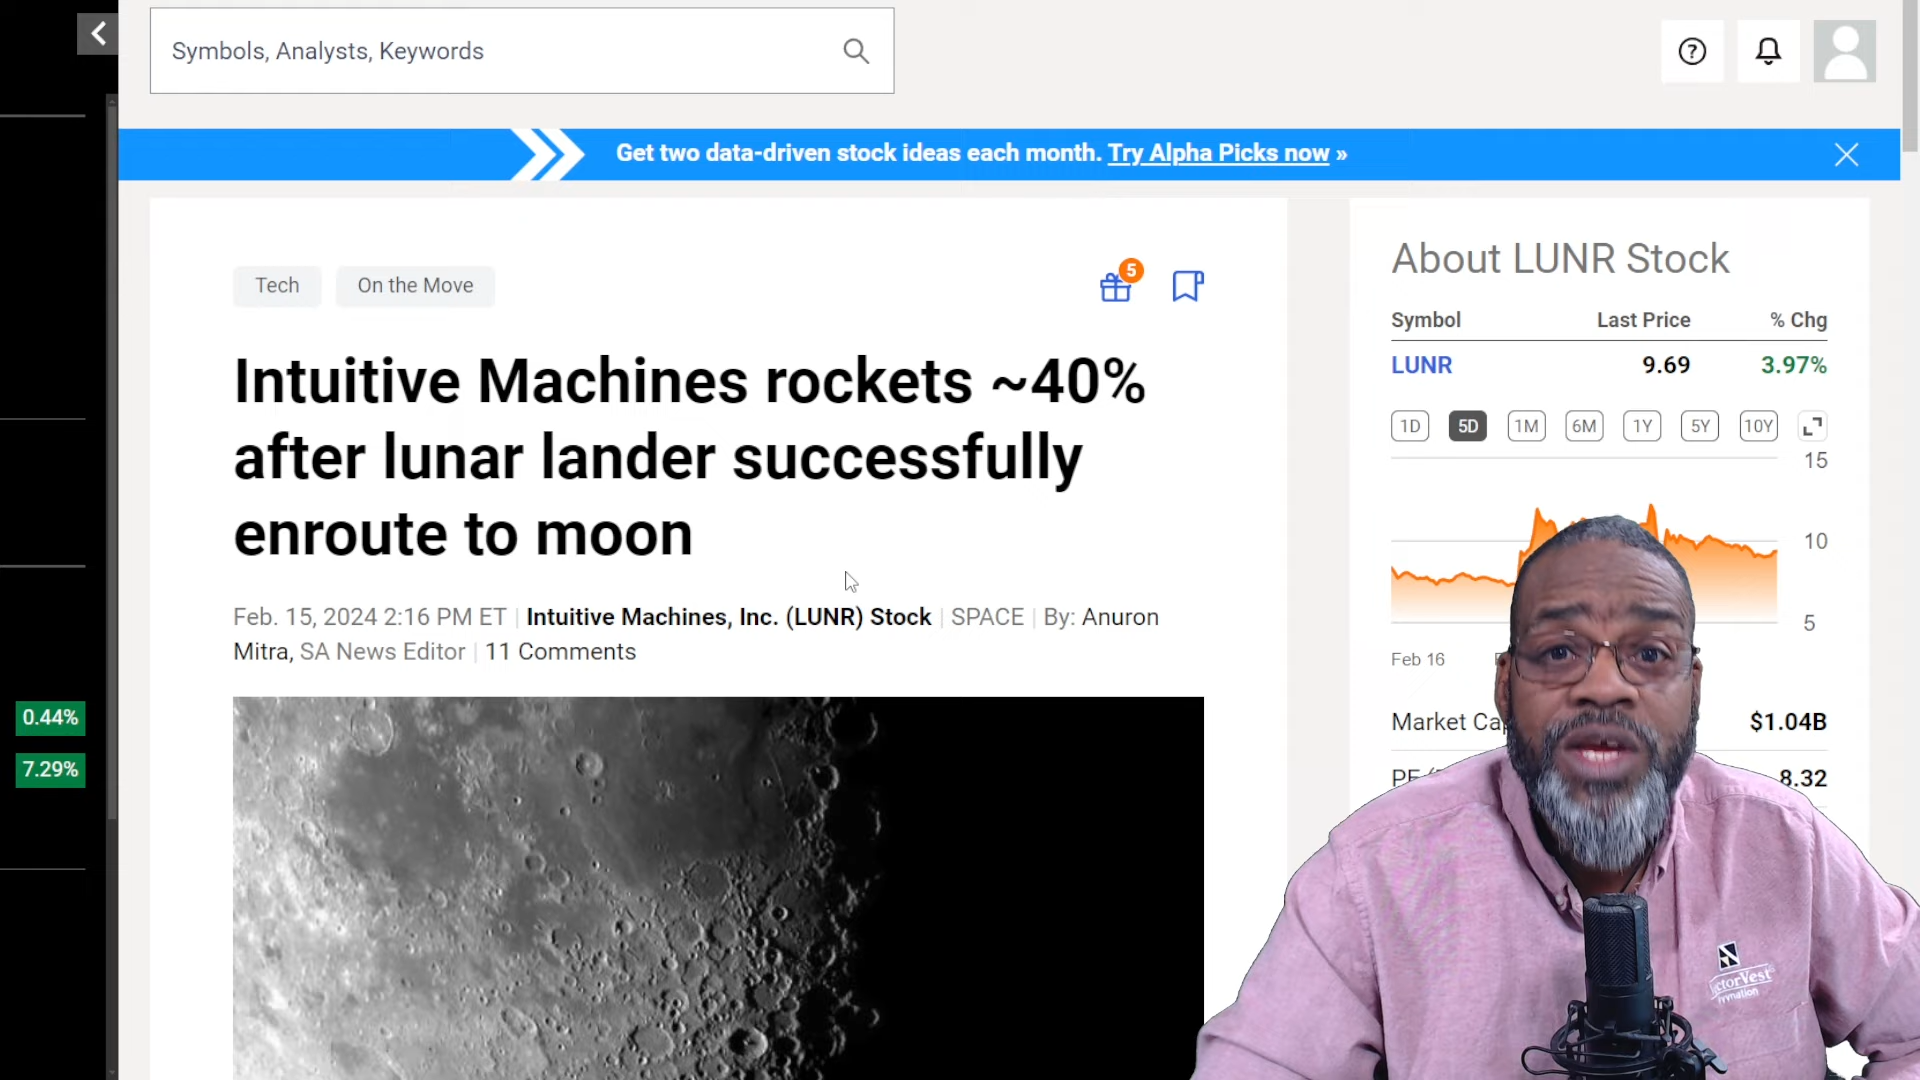 Symbols, Analysts, Keywords
Get two data-driven stock ideas each month. Try Alpha Picks now »
Tech
On the Move
5
Intuitive Machines rockets ~40%
after lunar lander successfully
enroute to moon
Feb. 15, 2024 2:16 PM ET | Intuitive Machines, Inc. (LUNR) Stock | SPACE | By: Anuron
Mitra, SA News Editor | 11 Comments
0.44%
7.29%
About LUNR Stock
Symbol Last Price % Chg
LUNR 9.69 3.97%
1D 5D 1M 6M 1Y 5Y 10Y
15
10
5
Feb 16
Market Ca $1.04B
PE 8.32
ctorVest